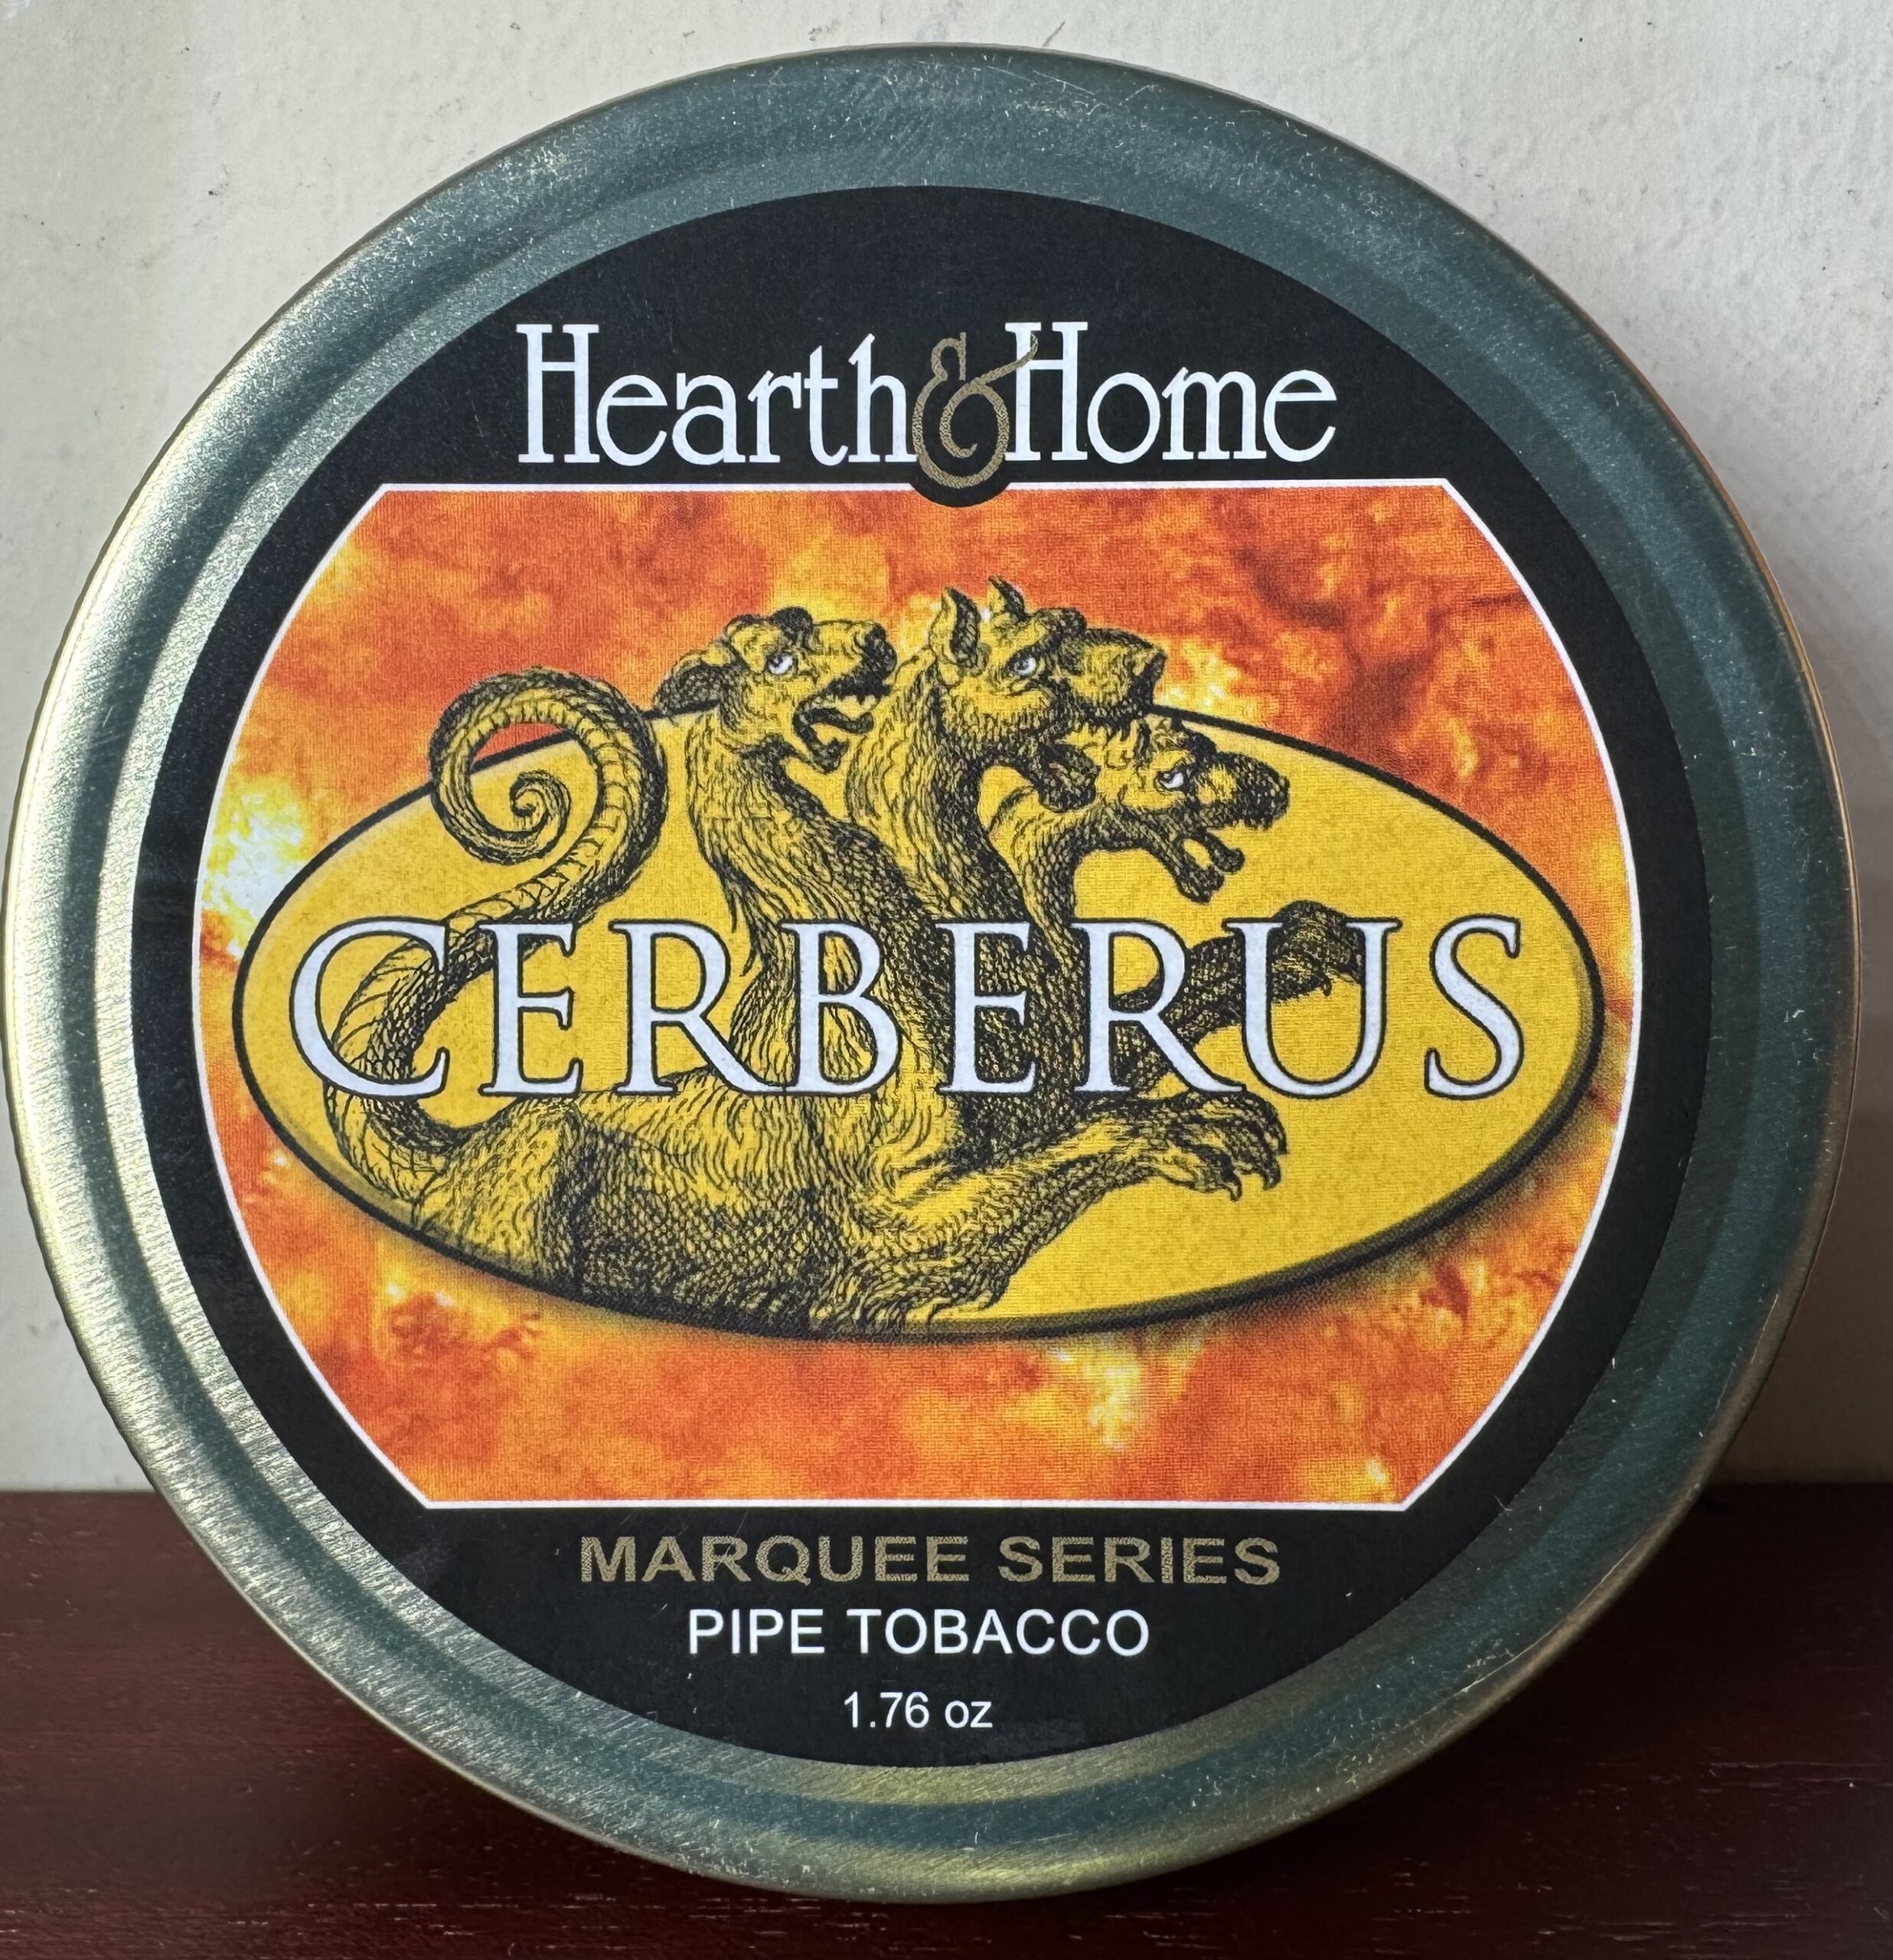 Hearth & Home
CERBERUS
MARQUEE SERIES
PIPE TOBACCO
1.76 oz